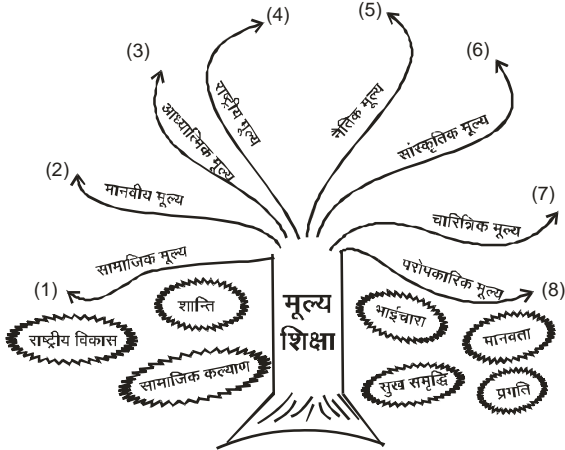 (1) सामाजिक मूल्य
(2) मानवीय मूल्य
(3) आध्यात्मिक मूल्य
(4) राष्ट्रीय मूल्य
(5) नैतिक मूल्य
(6) सांस्कृतिक मूल्य
(7) चारित्रिक मूल्य
(8) परोपकारिक मूल्य
मूल्य
शिक्षा
शान्ति
राष्ट्रीय विकास
सामाजिक कल्याण
भाईचारा
मानवता
सुख समृद्धि
प्रगति